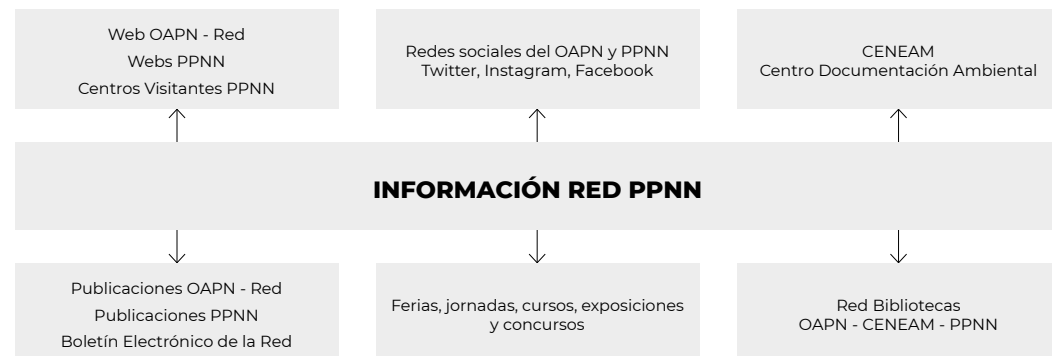 Web OAPN - Red
Webs PPNN
Centros Visitantes PPNN
Redes sociales del OAPN y PPNN
Twitter, Instagram, Facebook
CENEAM
Centro Documentación Ambiental
INFORMACIÓN RED PPNN
Publicaciones OAPN - Red
Publicaciones PPNN
Boletín Electrónico de la Red
Ferias, jornadas, cursos, exposiciones
y concursos
Red Bibliotecas
OAPN - CENEAM - PPNN